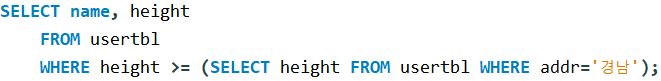 SELECT name, height
FROM usertbl
WHERE height >= (SELECT height FROM usertbl WHERE addr='경남');